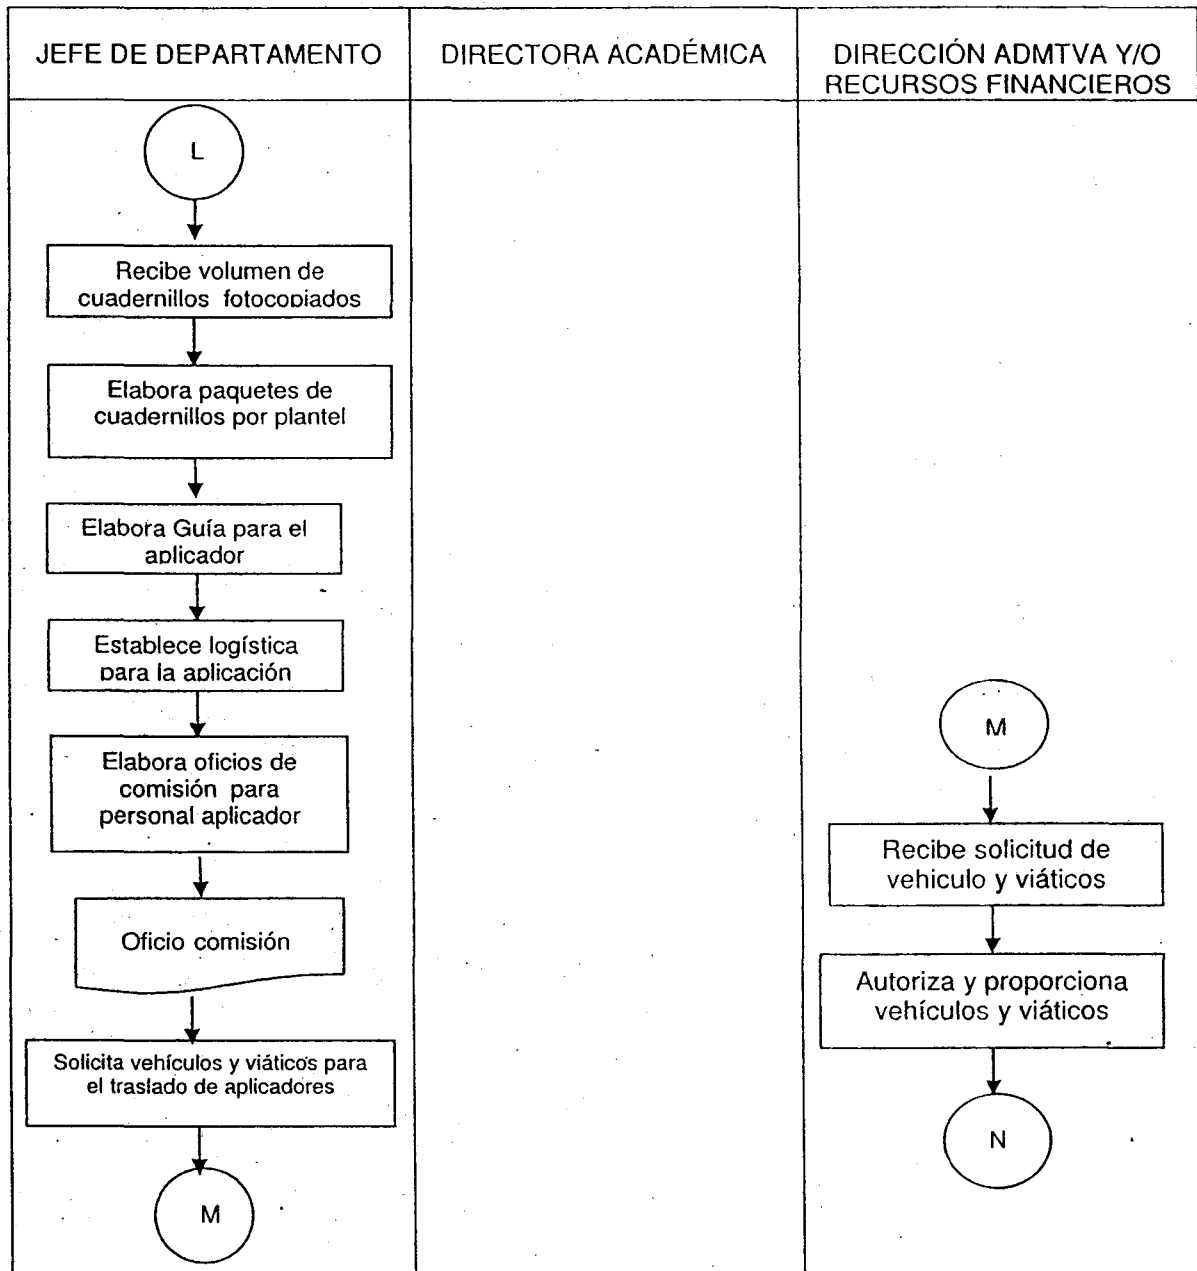 JEFE DE DEPARTAMENTO
DIRECTORA ACADÉMICA
DIRECCIÓN ADMTVA Y/O
RECURSOS FINANCIEROS
L
Recibe volumen de
cuadernillos fotocopiados
Elabora paquetes de
cuadernillos por plantel
Elabora Guía para el
aplicador
Establece logística
para la aplicación
Elabora oficios de
comisión para
personal aplicador
Oficio comisión
Solicita vehículos y viáticos para
el traslado de aplicadores
M
M
Recibe solicitud de
vehiculo y viáticos
Autoriza y proporciona
vehículos y viáticos
N